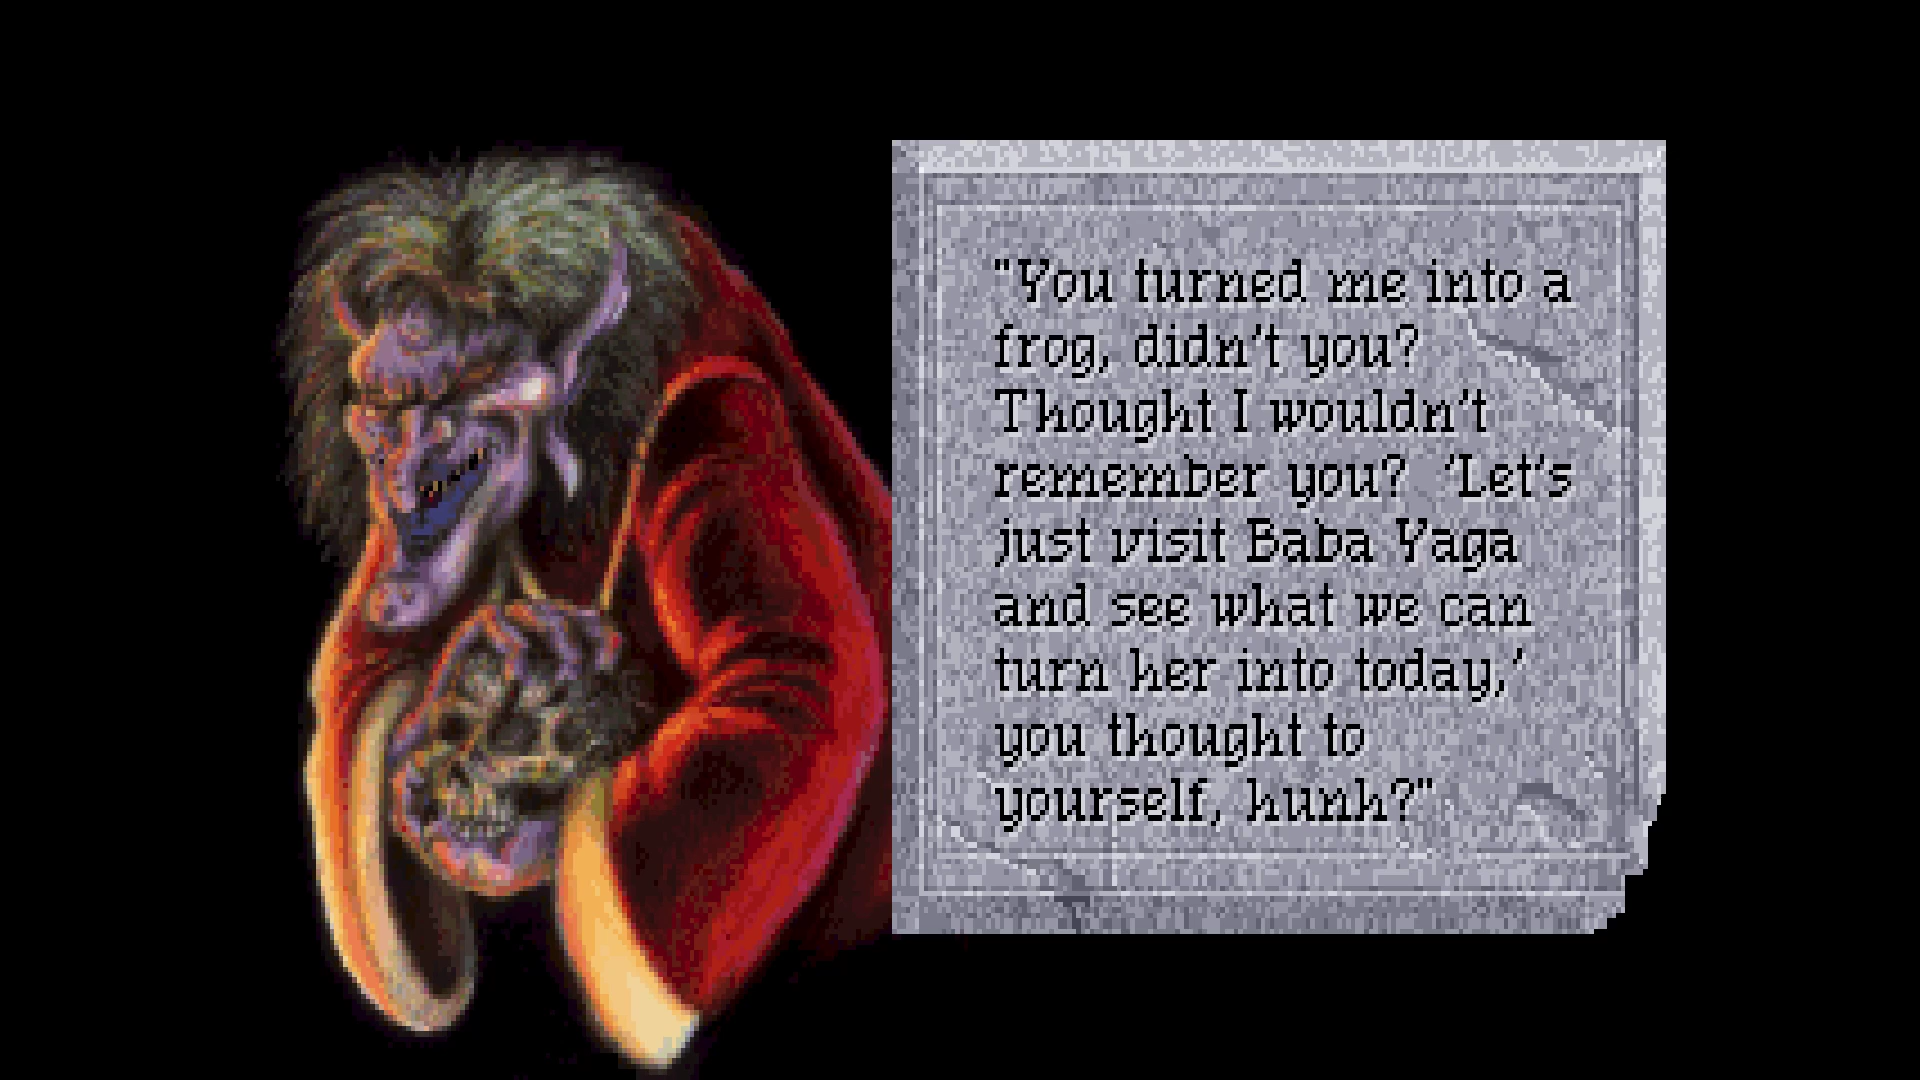 "You turned me into a
frog, didn't you?
Thought I wouldn't
remember you?  'Let's
just visit Baba Yaga
and see what we can
turn her into today,'
you thought to
yourself, hunh?"